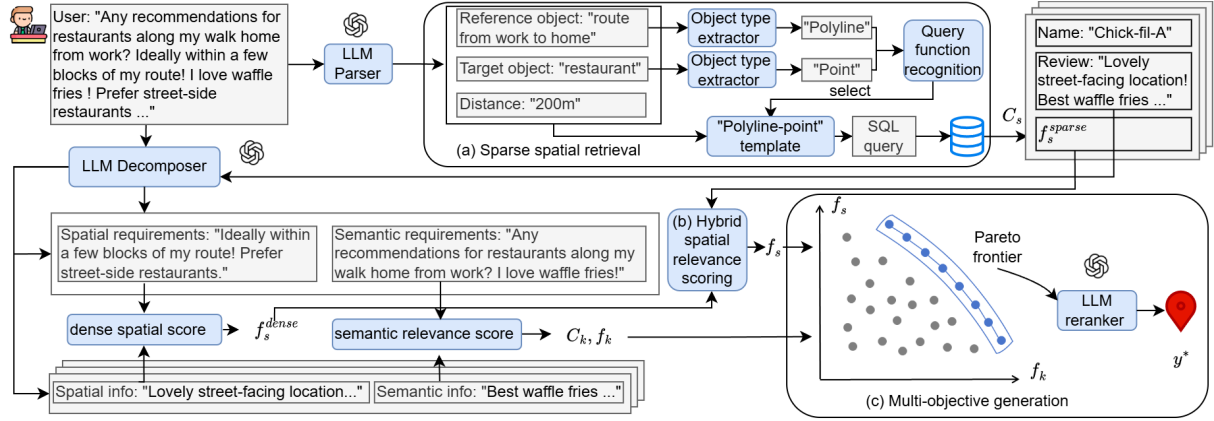 User: "Any recommendations for
restaurants along my walk home
from work? Ideally within a few
blocks of my route! I love waffle
fries ! Prefer street-side
restaurants ..."
LLM
Parser
Reference object: "route
from work to home"
Target object: "restaurant"
Distance: "200m"
Object type
extractor
"Polyline"
Object type
extractor
"Point"
select
Query
function
recognition
"Polyline-point"
template
SQL
query
(a) Sparse spatial retrieval
C_s
Name: "Chick-fil-A"
Review: "Lovely
street-facing location!
Best waffle fries ..."
f_s^{sparse}
LLM Decomposer
Spatial requirements: "Ideally within
a few blocks of my route! Prefer
street-side restaurants."
Semantic requirements: "Any
recommendations for restaurants along my
walk home from work? I love waffle fries!"
dense spatial score
f_s^{dense}
semantic relevance score
C_k, f_k
Spatial info: "Lovely street-facing location..."
Semantic info: "Best waffle fries ..."
(b) Hybrid
spatial
relevance
scoring
f_s
f_s
Pareto
frontier
LLM
reranker
y*
f_k
(c) Multi-objective generation